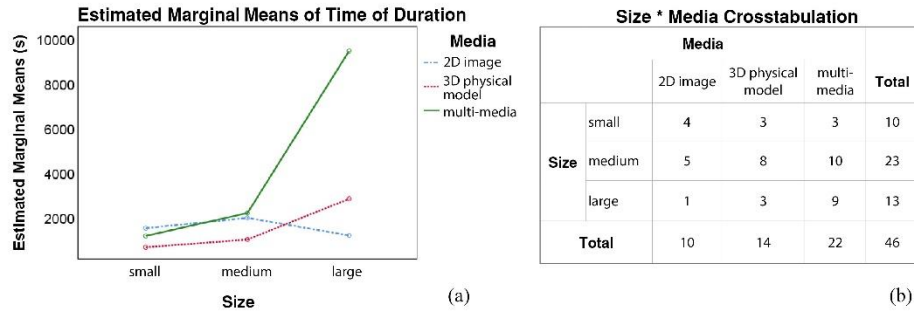 Estimated Marginal Means of Time of Duration
Estimated Marginal Means (s)
10000
8000
6000
4000
2000
small medium large
Size
Media
2D image
3D physical
model
multi-media
(a)
Size * Media Crosstabulation
Media
2D image 3D physical model multi-media Total
Size small 4 3 3 10
medium 5 8 10 23
large 1 3 9 13
Total 10 14 22 46
(b)